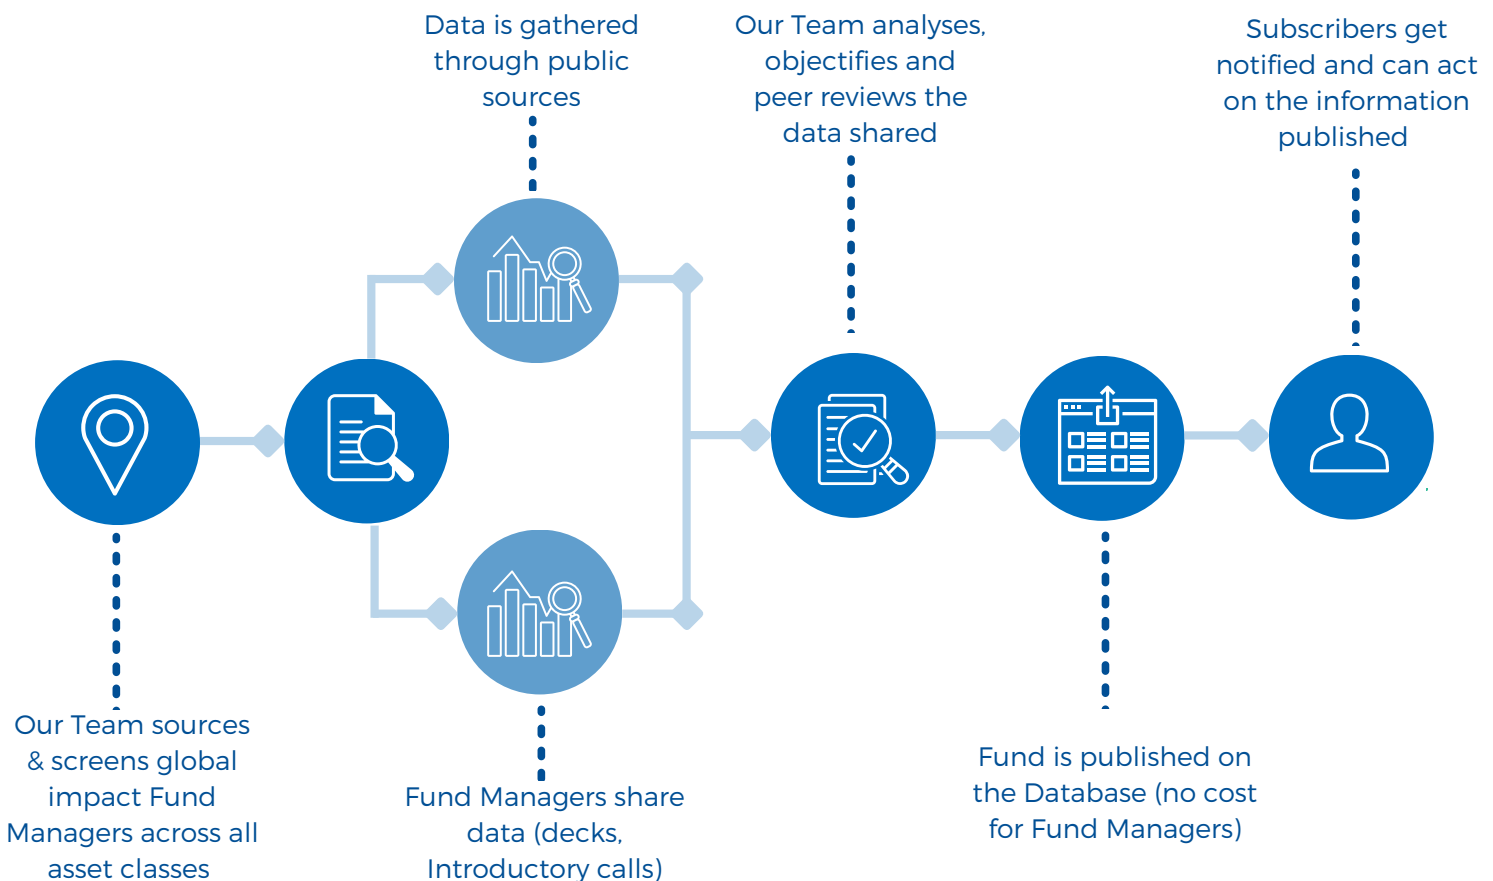 Data is gathered
through public
sources
Our Team analyses,
objectifies and
peer reviews the
data shared
Subscribers get
notified and can act
on the information
published
Our Team sources
& screens global
impact Fund
Managers across all
asset classes
Fund Managers share
data (decks,
Introductory calls)
Fund is published on
the Database (no cost
for Fund Managers)